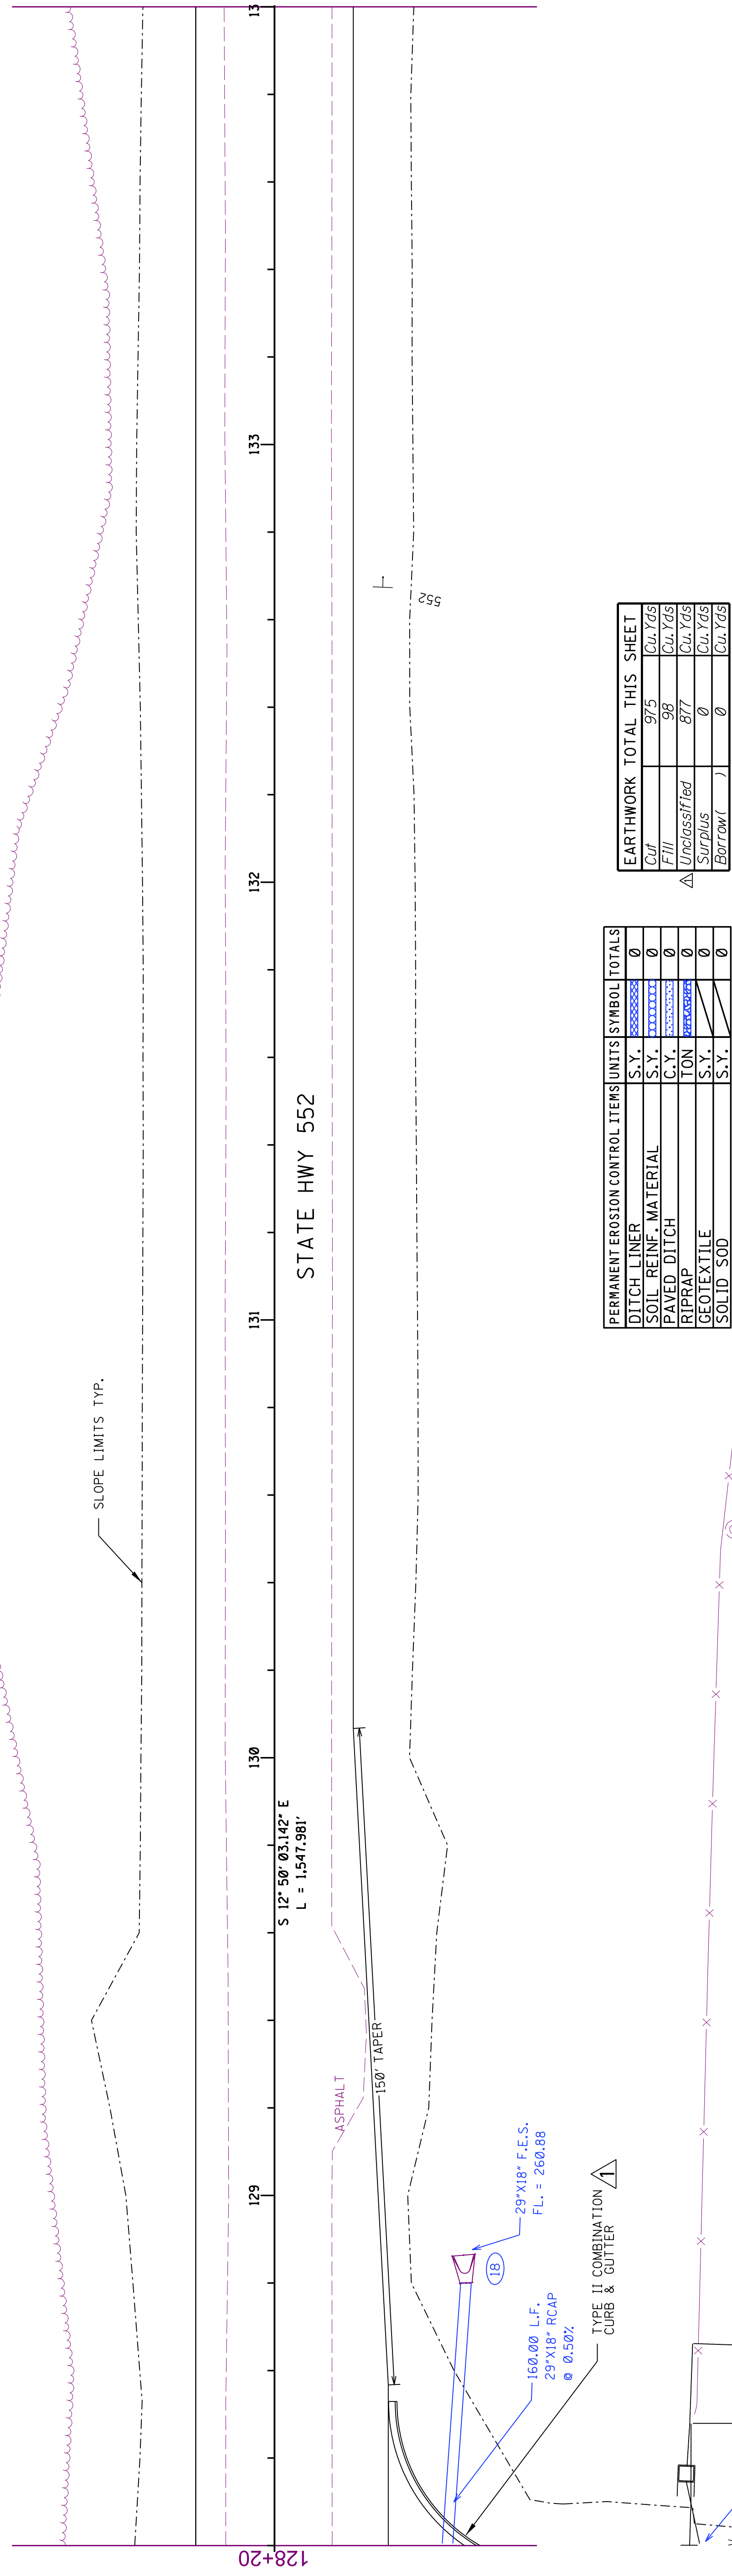 13
133
552
132
STATE HWY 552
131
SLOPE LIMITS TYP.
130
S 12° 50' 03.142" E
L = 1,547.981'
150' TAPER
ASPHALT
129
29"X18" F.E.S.
FL. = 260.88
18
160.00 L.F.
29"X18" RCAP
@ 0.50%
TYPE II COMBINATION
CURB & GUTTER
1
128+20
EARTHWORK TOTAL THIS SHEET
Cut 975 Cu.Yds
Fill 98 Cu.Yds
1 Unclassified 877 Cu.Yds
Surplus 0 Cu.Yds
Borrow( ) 0 Cu.Yds
PERMANENT EROSION CONTROL ITEMS UNITS SYMBOL TOTALS
DITCH LINER S.Y. 0
SOIL REINF. MATERIAL S.Y. 0
PAVED DITCH C.Y. 0
RIPRAP TON 0
GEOTEXTILE S.Y. 0
SOLID SOD S.Y. 0